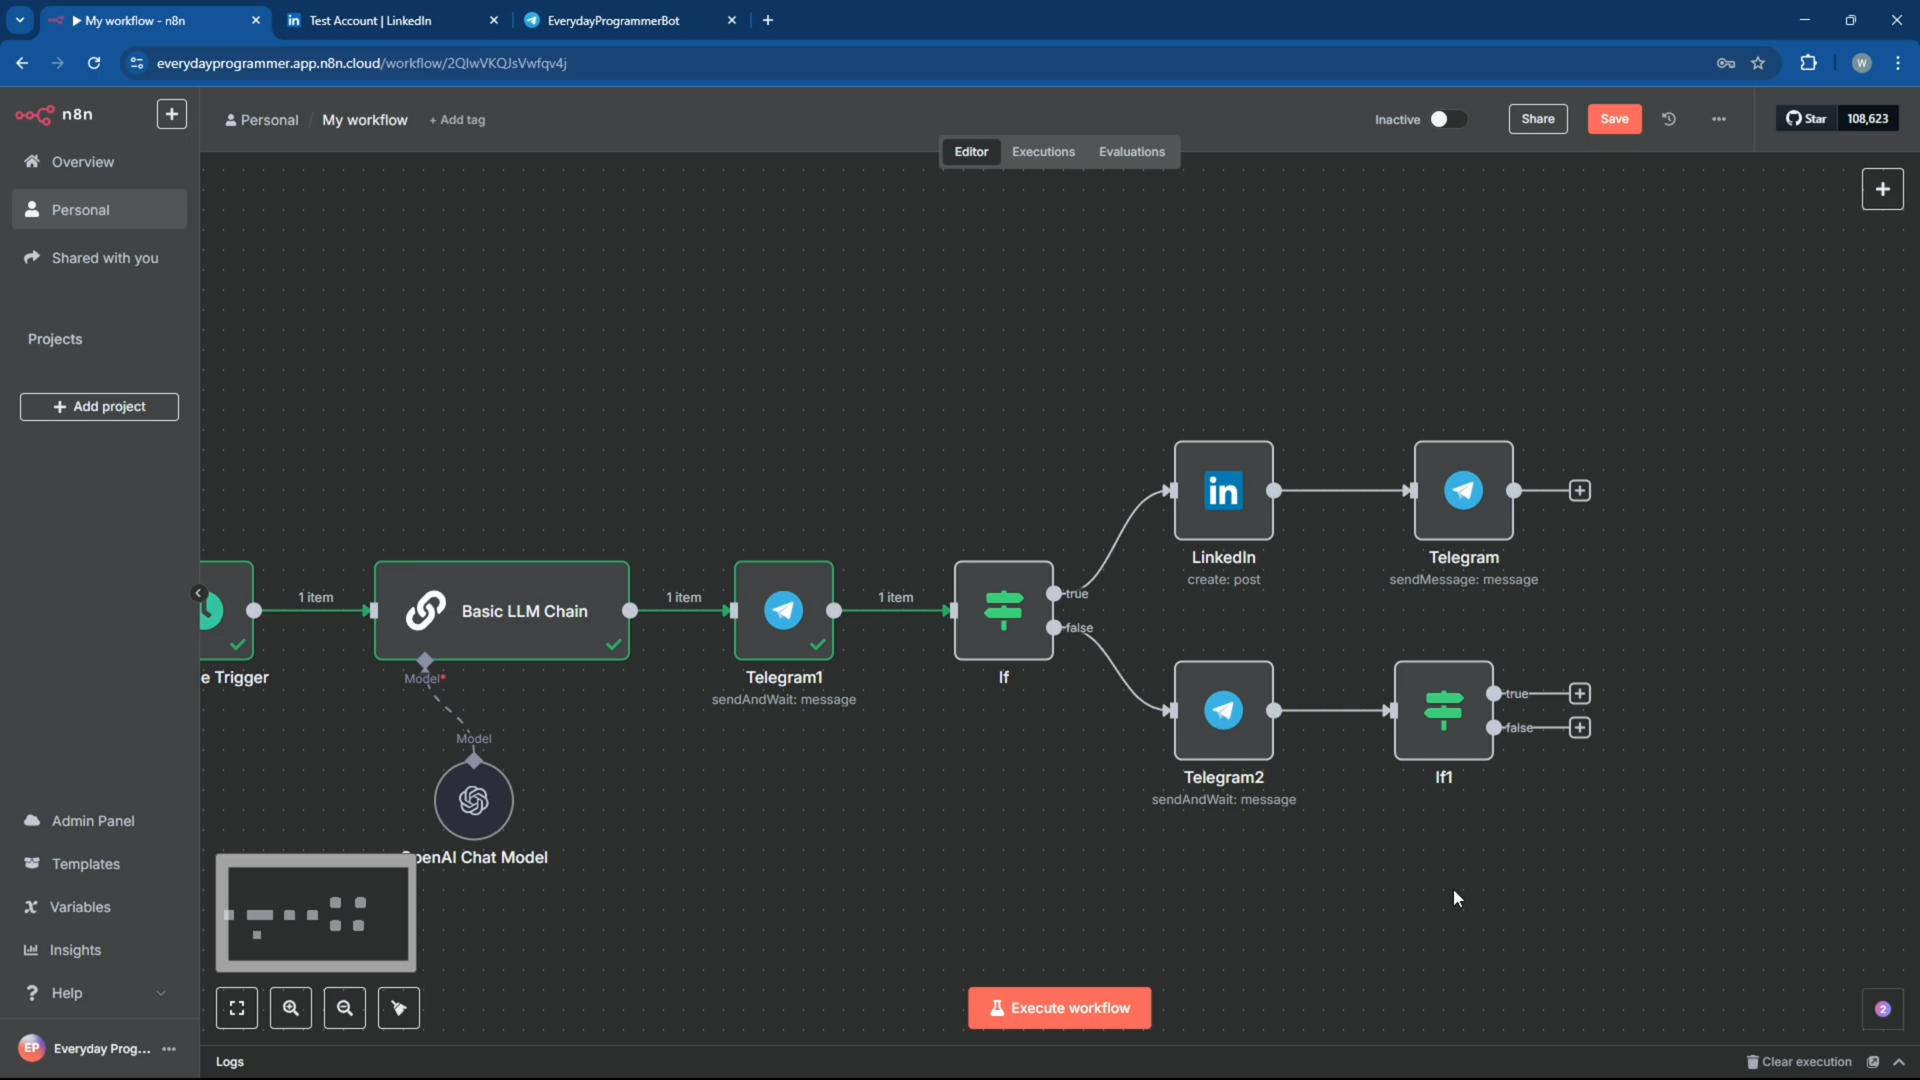 My workflow - n8n
Test Account | LinkedIn
EverydayProgrammerBot
everydayprogrammer.app.n8n.cloud/workflow/2QlwVKQJsVwfqv4j
W
n8n
Personal / My workflow + Add tag
Inactive
Share
Save
Star 108,623
Editor Executions Evaluations
Overview
Personal
Shared with you
Projects
+ Add project
in
LinkedIn
create: post
Telegram
sendMessage: message
1 item
1 item
1 item
Basic LLM Chain
true
false
e Trigger
Model*
Telegram1
sendAndWait: message
If
true
false
Model
Telegram2
sendAndWait: message
If1
OpenAI Chat Model
Admin Panel
Templates
Variables
Insights
? Help
Execute workflow
2
EP Everyday Prog...
Logs
Clear execution